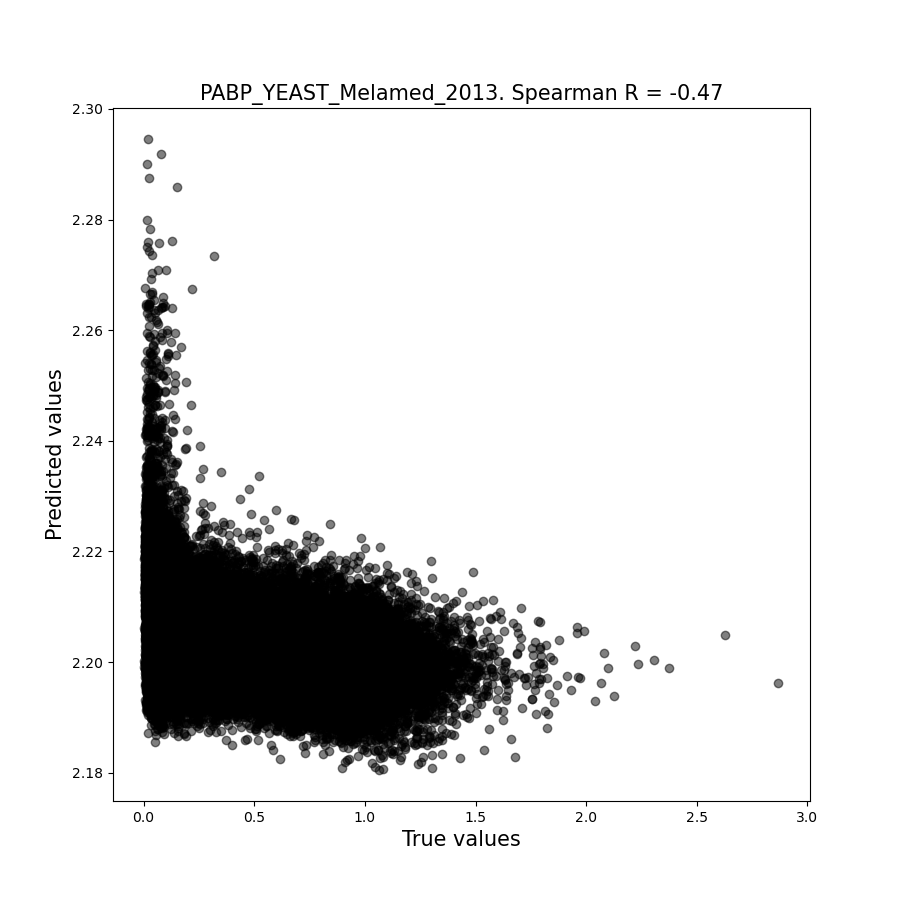 PABP_YEAST_Melamed_2013. Spearman R = -0.47
2.30
2.28
2.26
2.24
2.22
2.20
2.18
Predicted values
0.0 0.5 1.0 1.5 2.0 2.5 3.0
True values